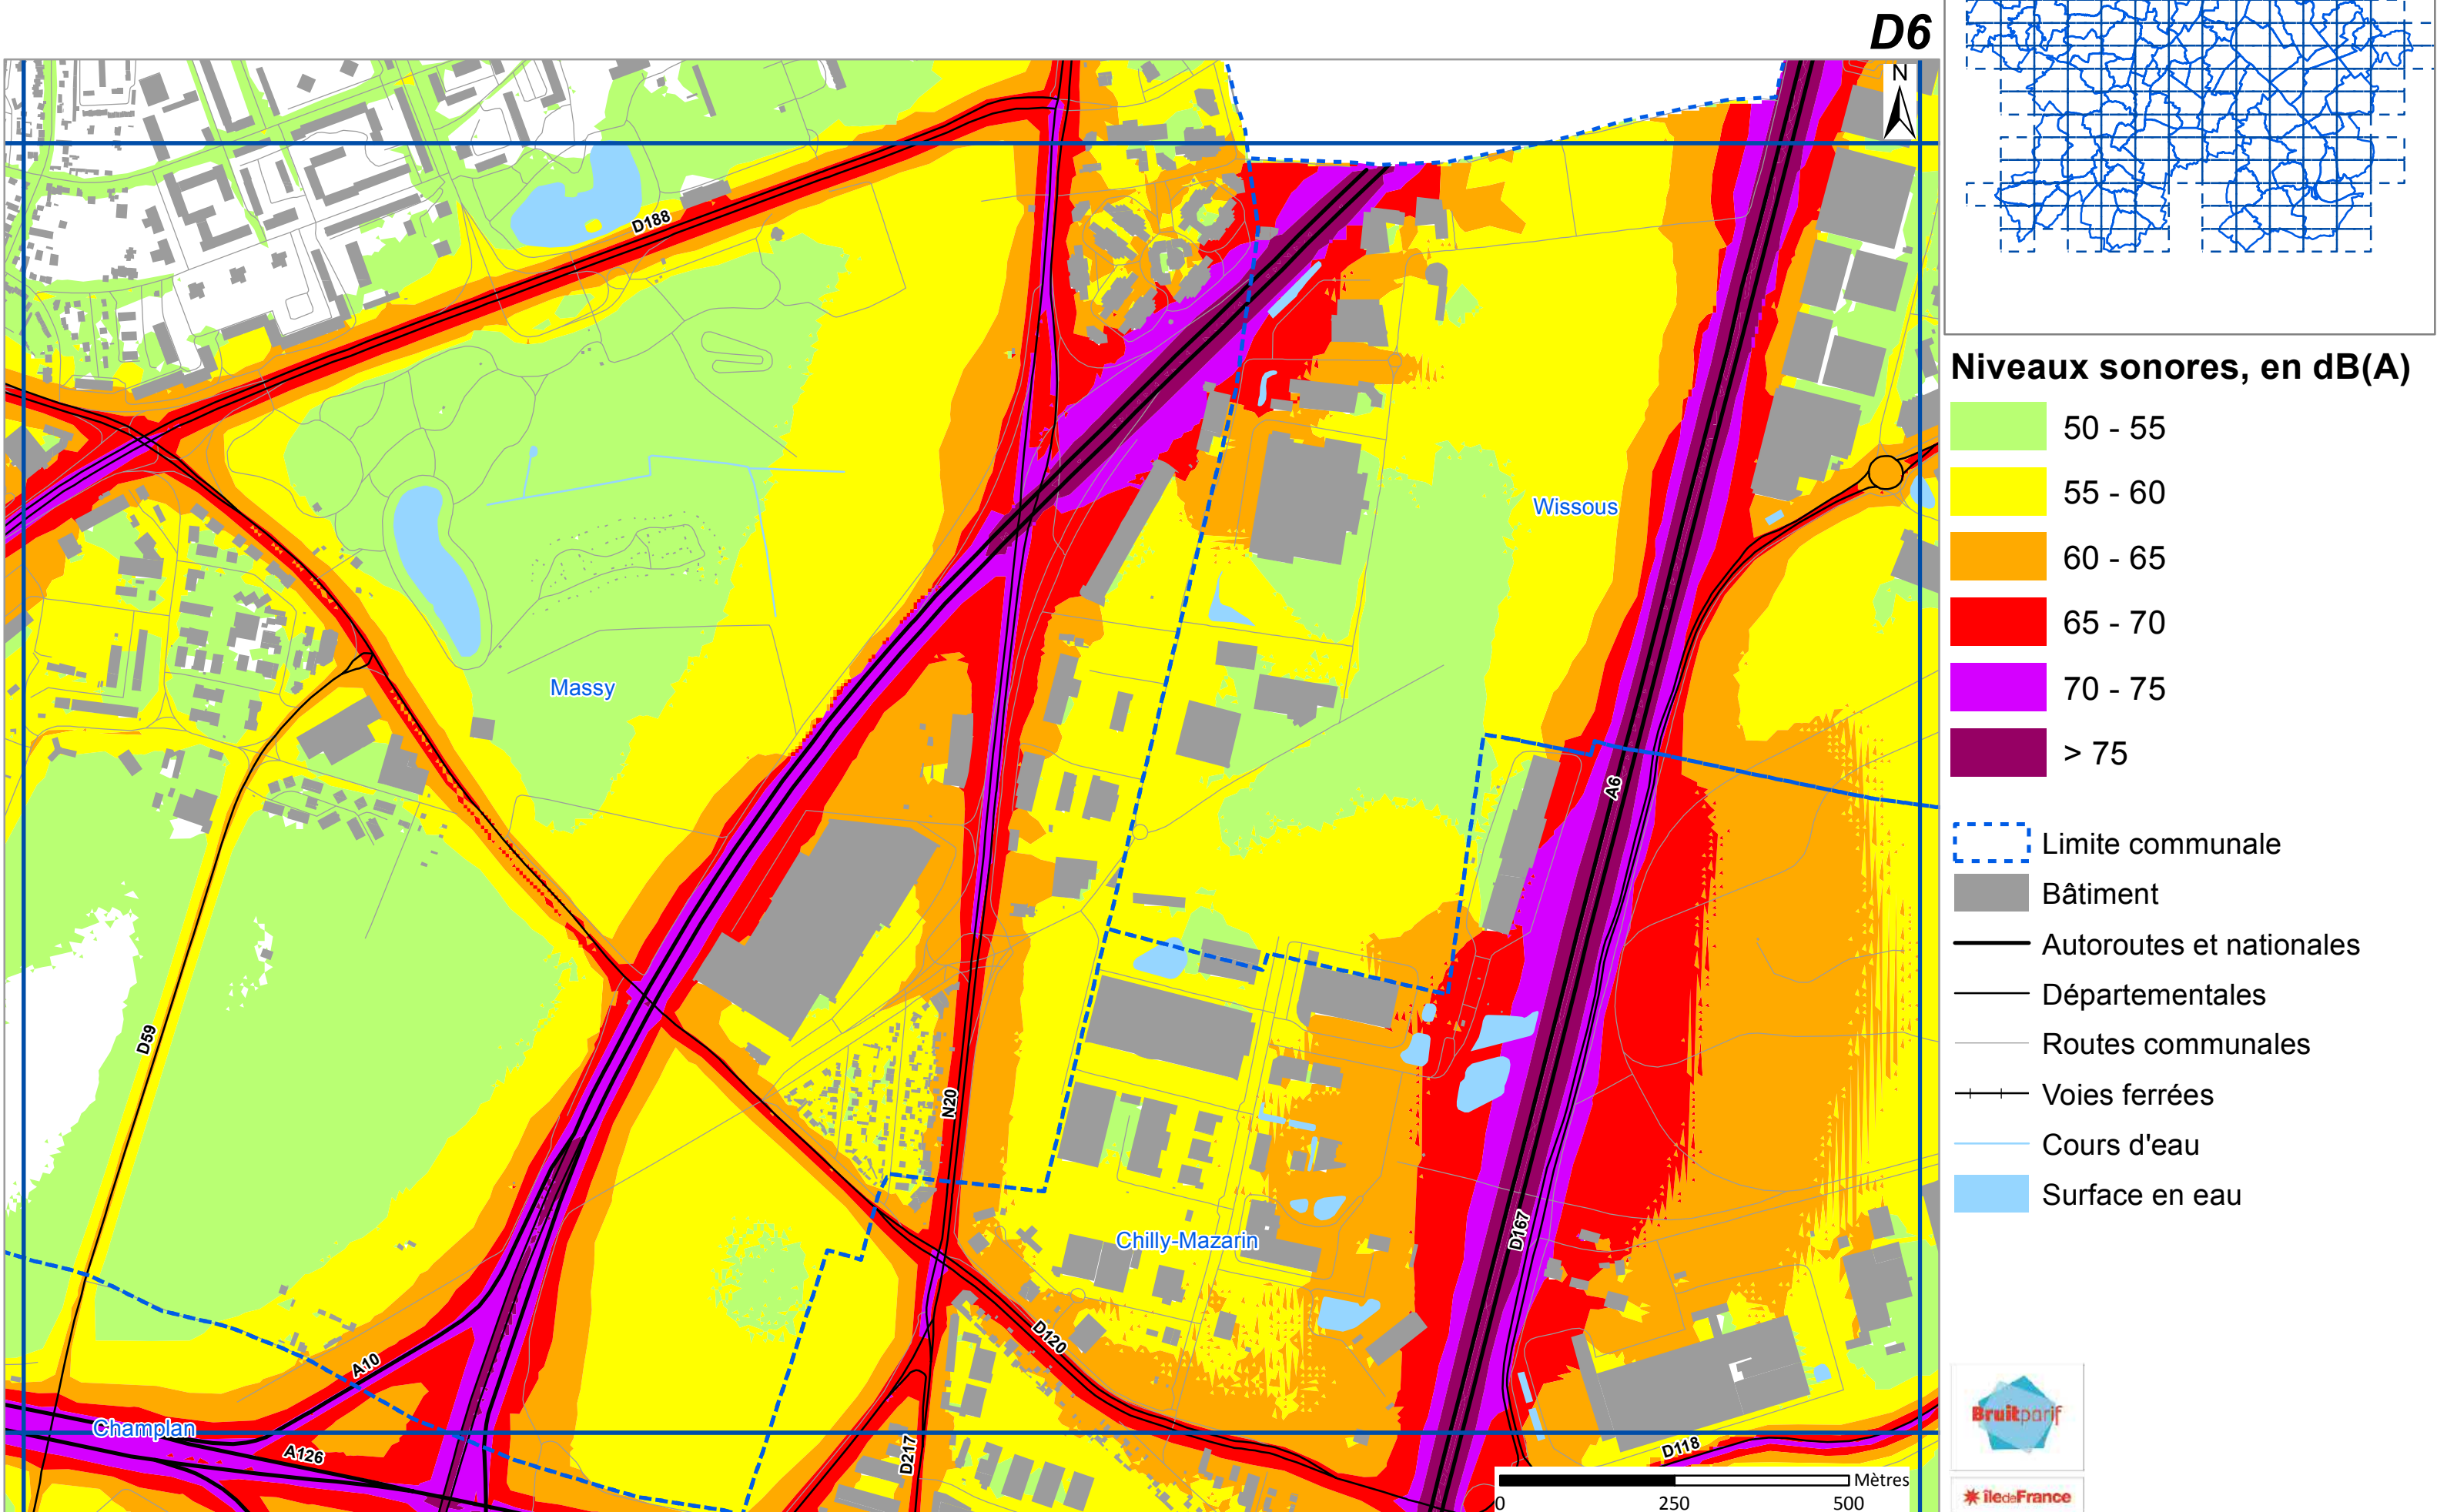 D6
N
D188
Wissous
Massy
A6
D59
N20
D167
Chilly-Mazarin
D120
A10
Champlan
A126
D217
D118
Mètres
0 250 500
Niveaux sonores, en dB(A)
50 - 55
55 - 60
60 - 65
65 - 70
70 - 75
> 75
Limite communale
Bâtiment
Autoroutes et nationales
Départementales
Routes communales
Voies ferrées
Cours d'eau
Surface en eau
Bruitparif
îledeFrance